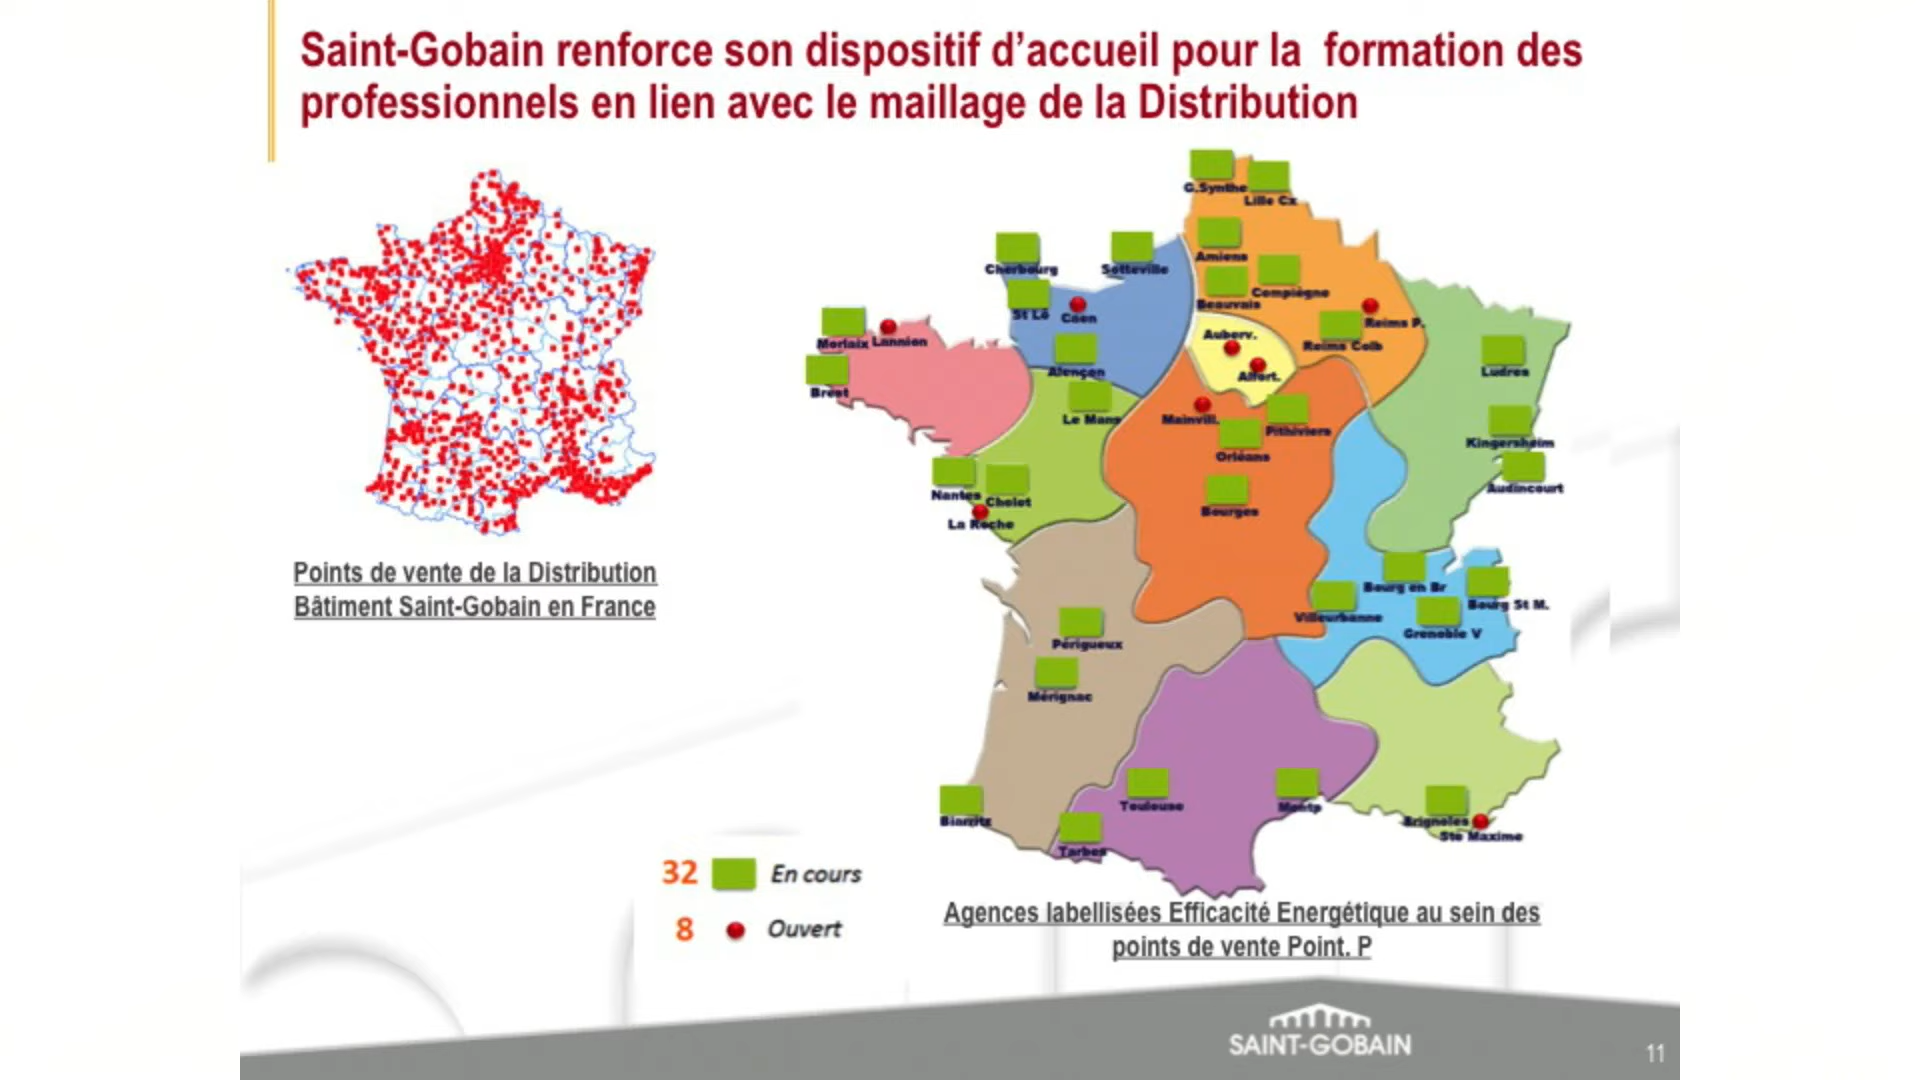 Saint-Gobain renforce son dispositif d’accueil pour la formation des
professionnels en lien avec le maillage de la Distribution
G.Synthe
Lille Cx
Amiens
Cherbourg
Sotteville
Beauvais
Compiègne
St Lô
Caen
Reims P.
Morlaix
Lannion
Auberv.
Reims Colb
Alençon
Alfort.
Ludres
Brest
Le Mans
Mainvill.
Pithiviers
Kingersheim
Orléans
Audincourt
Nantes
Cholet
Bourges
La Roche
Points de vente de la Distribution
Bâtiment Saint-Gobain en France
Bourg en Br
Bourg St M.
Villeurbanne
Grenoble V
Périgueux
Mérignac
Toulouse
Montp
Biarritz
Brignoles
Ste Maxime
Tarbes
32 En cours
8 Ouvert
Agences labellisées Efficacité Energétique au sein des
points de vente Point. P
SAINT-GOBAIN
11